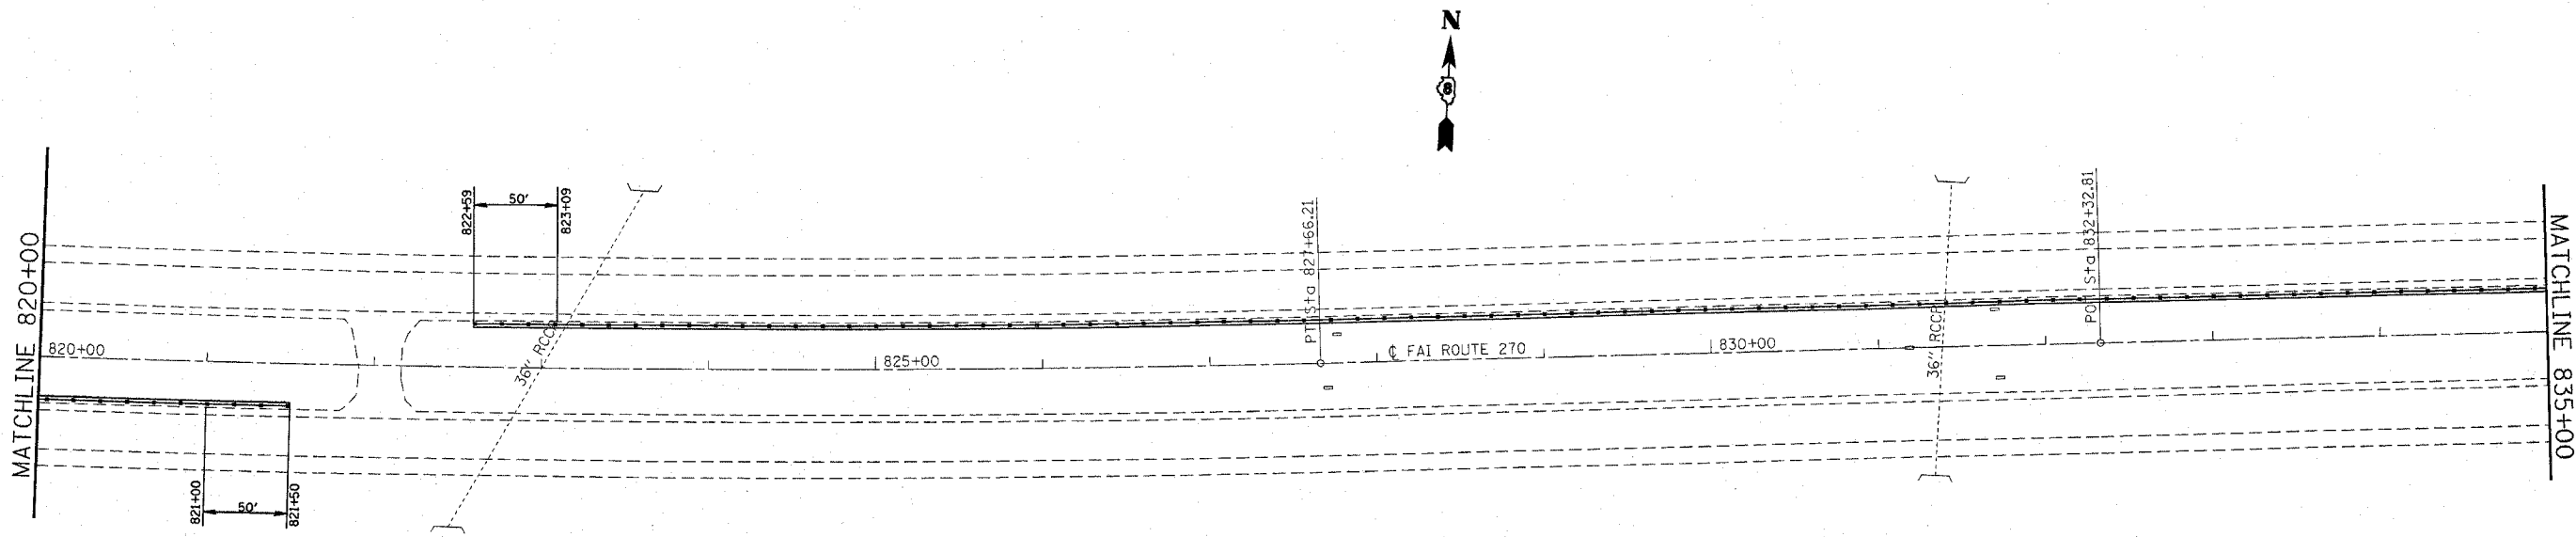 N
8
MATCHLINE 820+00
822+59
50'
823+09
36" RCCP
PT Sta 827+66.21
36" RCCP
POT Sta 832+32.81
MATCHLINE 835+00
820+00
825+00
℄ FAI ROUTE 270
830+00
821+00
50'
821+50